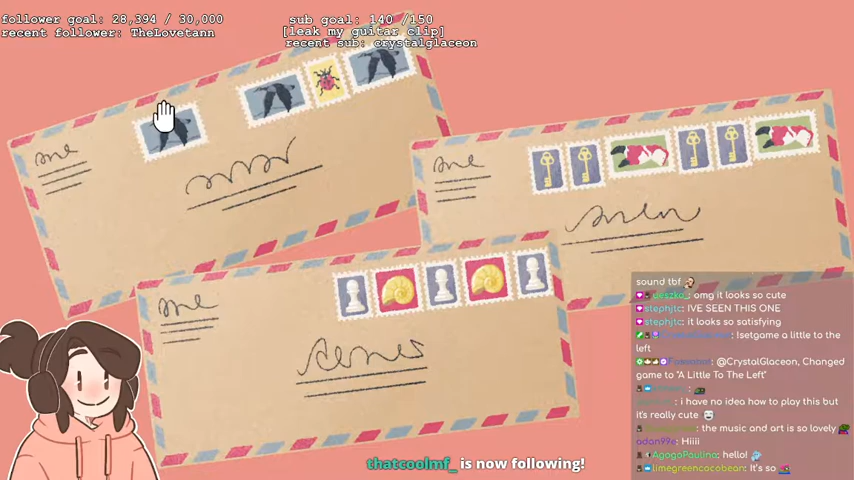 follower goal: 28,394 / 30,000
recent follower: TheLovetann
sub goal: 140 /150
[leak my guitar clip]
recent sub: crystalglaceon
me
me
me
sound tbf
: omg it looks so cute
stephjtc: IVE SEEN THIS ONE
stephjtc: it looks so satisfying
: !setgame a little to the
left
: @CrystalGlaceon, Changed
game to "A Little To The Left"
: i have no idea how to play this but
it's really cute
: the music and art is so lovely
adan99e: Hiiii
AgogoPaulina: hello!
limegreencocobean: It's so
thatcoolmf_ is now following!